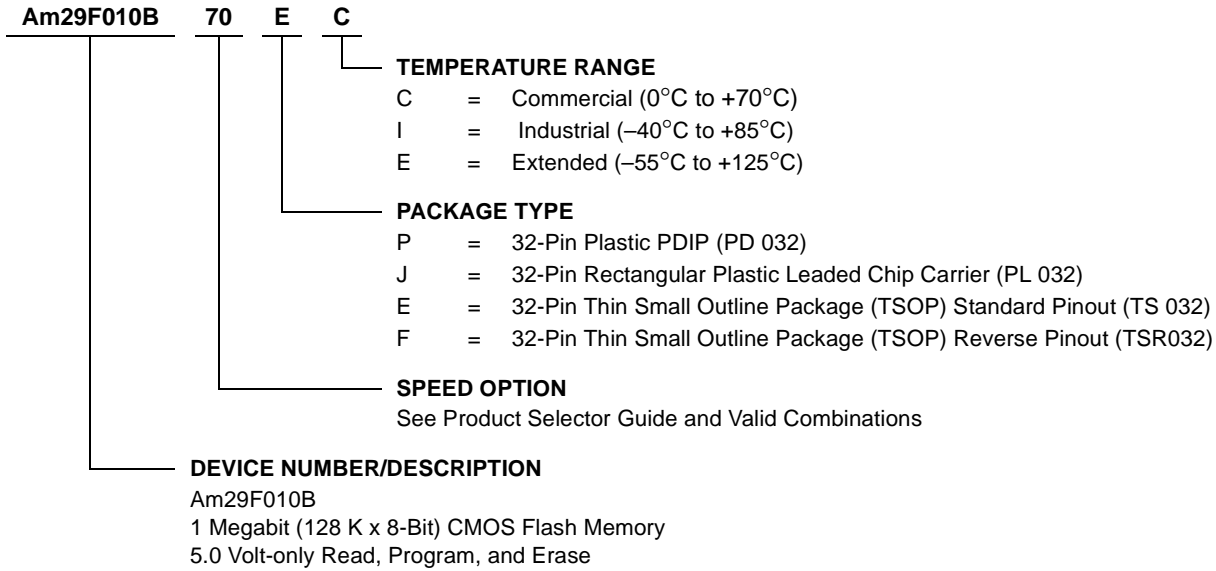 Am29F010B 70 E C
TEMPERATURE RANGE
C = Commercial (0°C to +70°C)
I = Industrial (–40°C to +85°C)
E = Extended (–55°C to +125°C)
PACKAGE TYPE
P = 32-Pin Plastic PDIP (PD 032)
J = 32-Pin Rectangular Plastic Leaded Chip Carrier (PL 032)
E = 32-Pin Thin Small Outline Package (TSOP) Standard Pinout (TS 032)
F = 32-Pin Thin Small Outline Package (TSOP) Reverse Pinout (TSR032)
SPEED OPTION
See Product Selector Guide and Valid Combinations
DEVICE NUMBER/DESCRIPTION
Am29F010B
1 Megabit (128 K x 8-Bit) CMOS Flash Memory
5.0 Volt-only Read, Program, and Erase